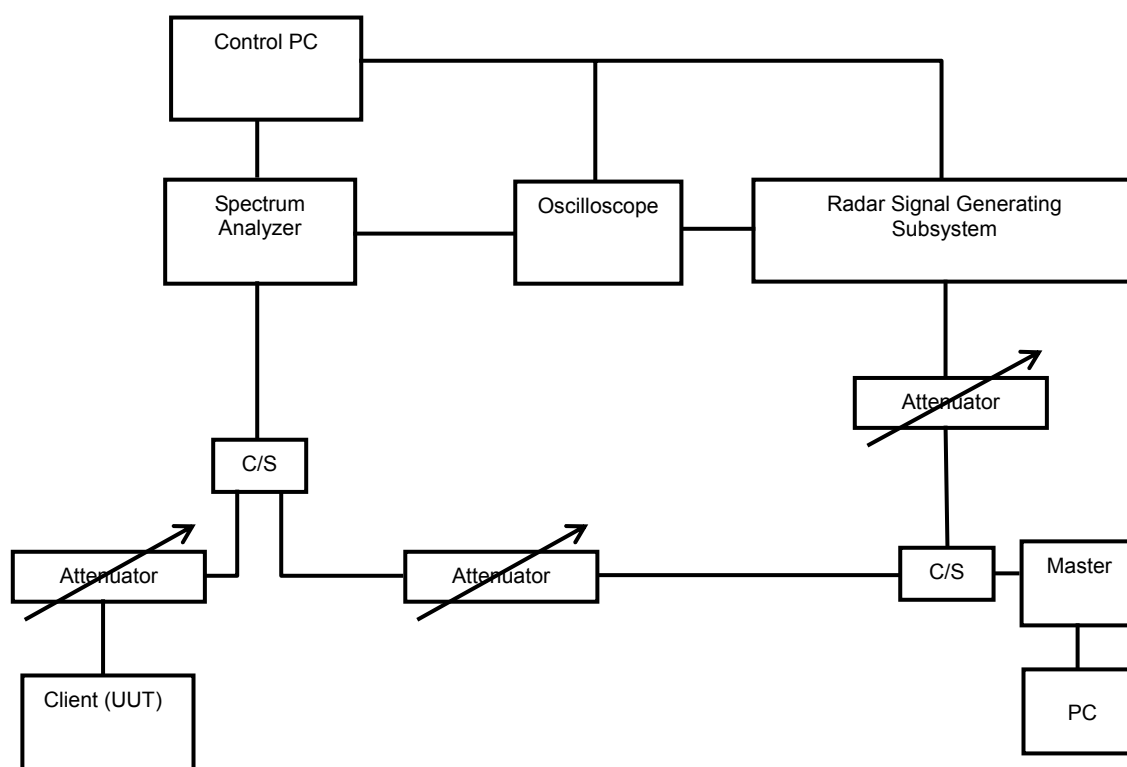 Control PC
Spectrum
Analyzer
Oscilloscope
Radar Signal Generating
Subsystem
Attenuator
C/S
Attenuator
Attenuator
C/S
Master
Client (UUT)
PC